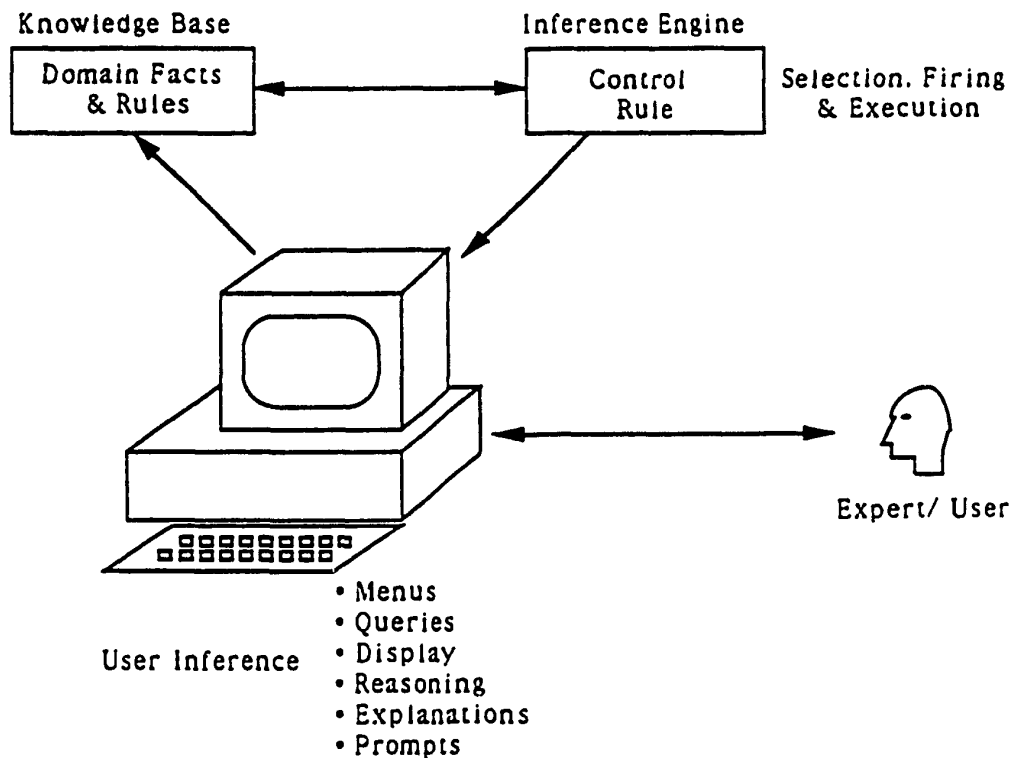 Knowledge Base
Domain Facts
& Rules
Inference Engine
Control
Rule
Selection, Firing
& Execution
Expert/ User
User Inference
• Menus
• Queries
• Display
• Reasoning
• Explanations
• Prompts